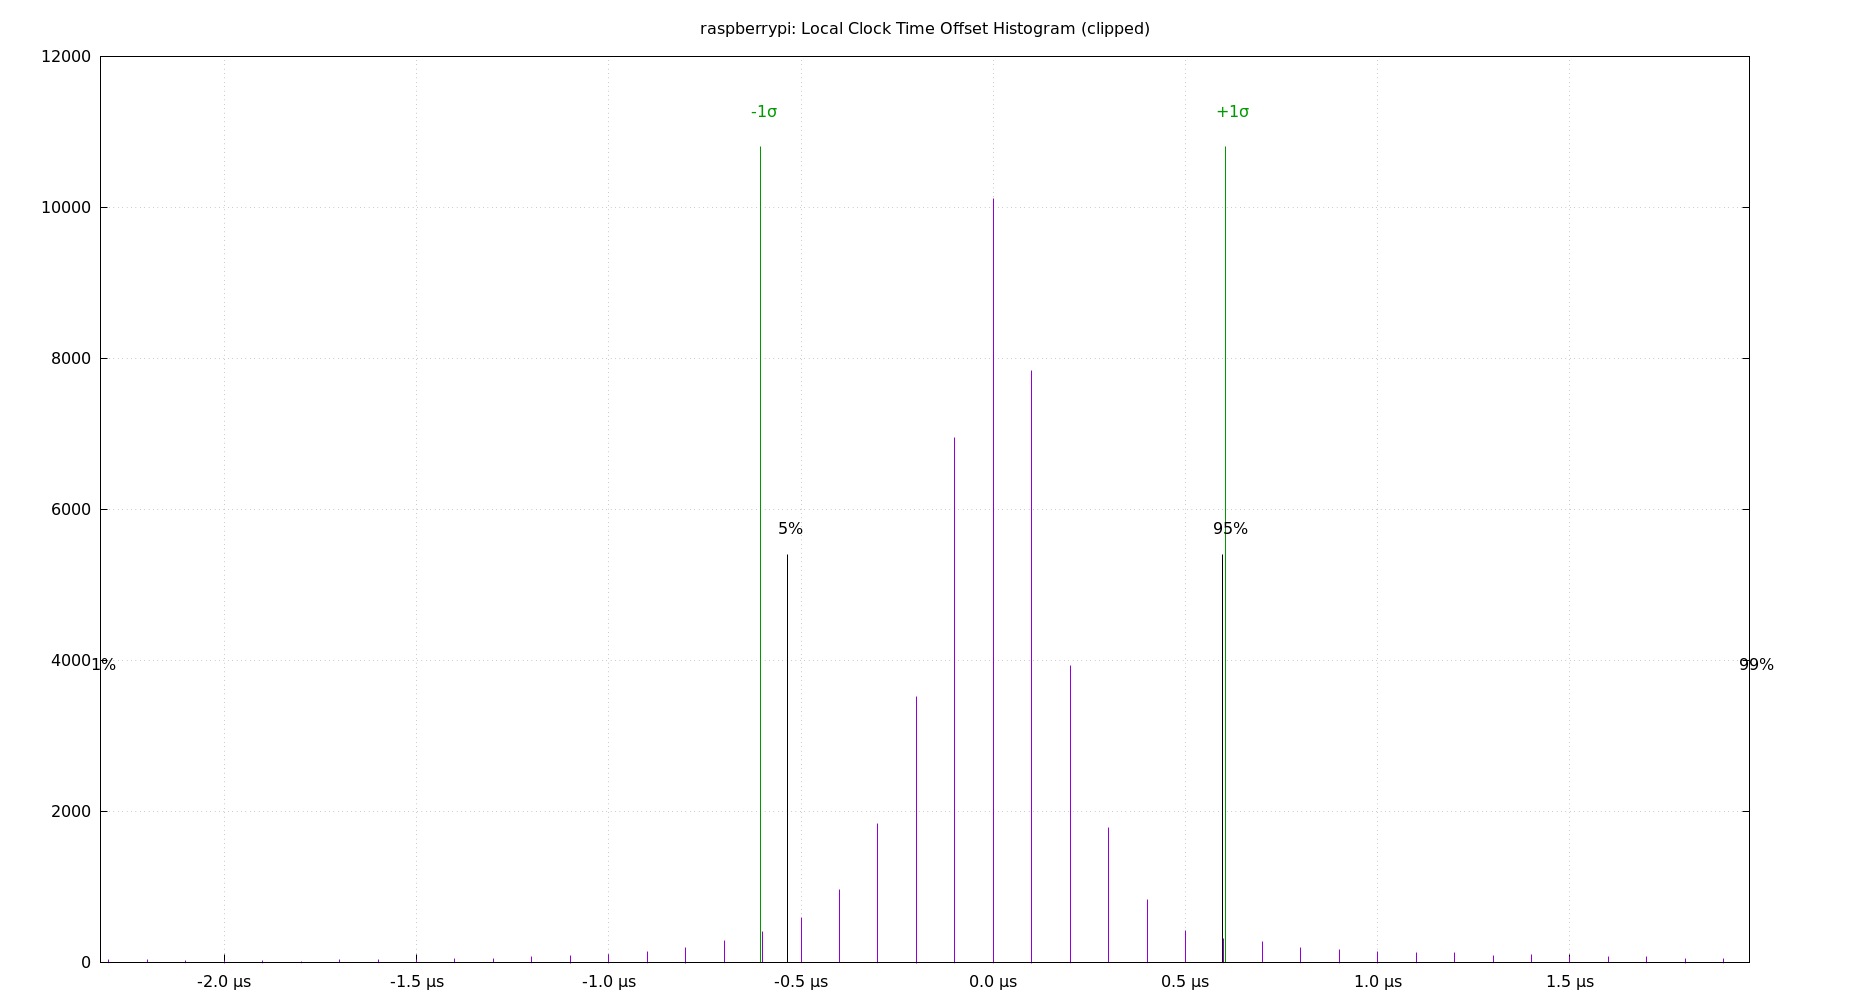 raspberrypi: Local Clock Time Offset Histogram (clipped)
12000
-1σ +1σ
10000
8000
6000
5% 95%
4000 1% 99%
2000
0
-2.0 µs -1.5 µs -1.0 µs -0.5 µs 0.0 µs 0.5 µs 1.0 µs 1.5 µs